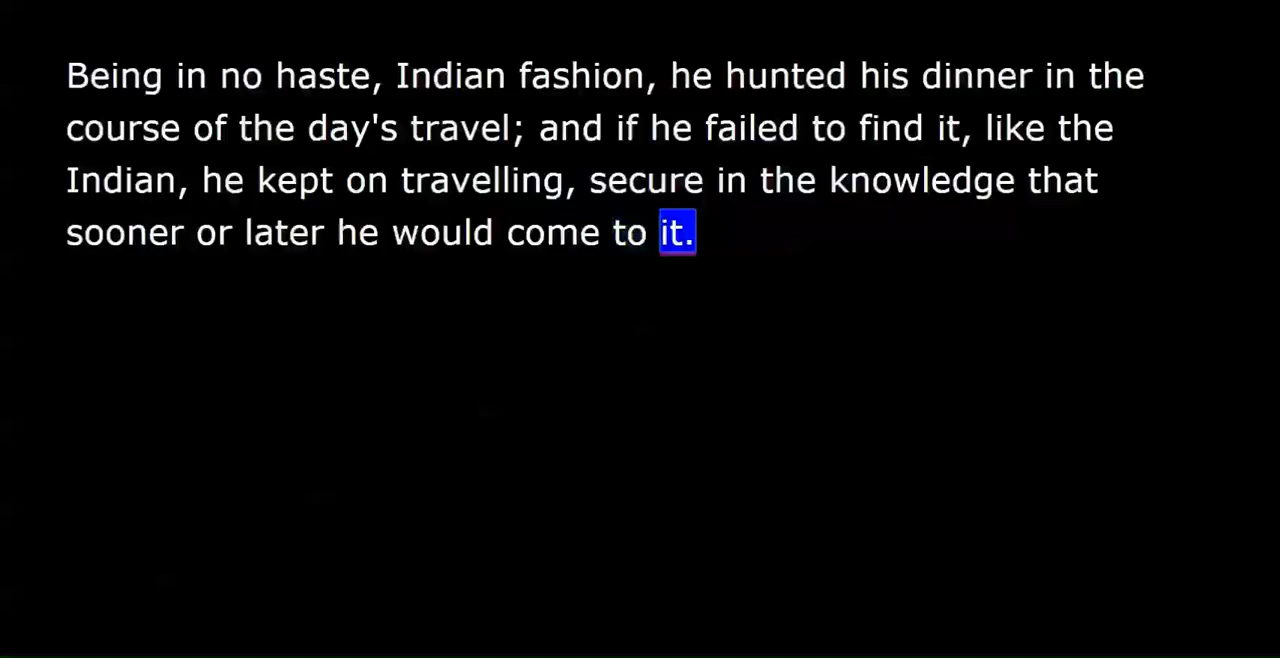 Being in no haste, Indian fashion, he hunted his dinner in the
course of the day's travel; and if he failed to find it, like the
Indian, he kept on travelling, secure in the knowledge that
sooner or later he would come to it.